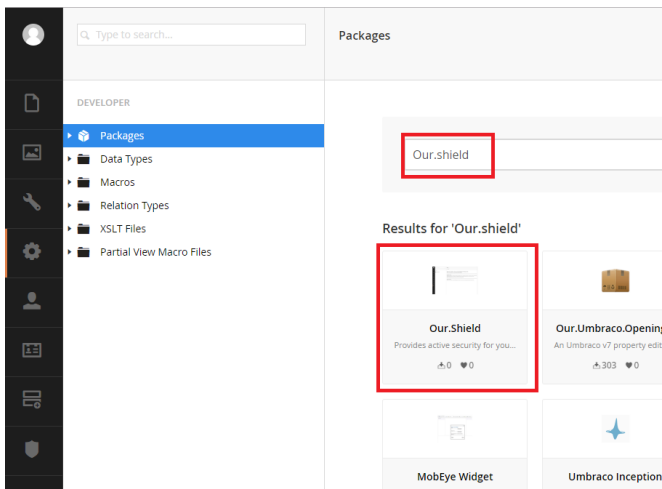 Type to search...
Packages
DEVELOPER
Packages
Data Types
Macros
Relation Types
XSLT Files
Partial View Macro Files
Our.shield
Results for 'Our.shield'
Our.Shield
Provides active security for you...
0 0
Our.Umbraco.Opening
An Umbraco v7 property edit
303 0
MobEye Widget
Umbraco Inception